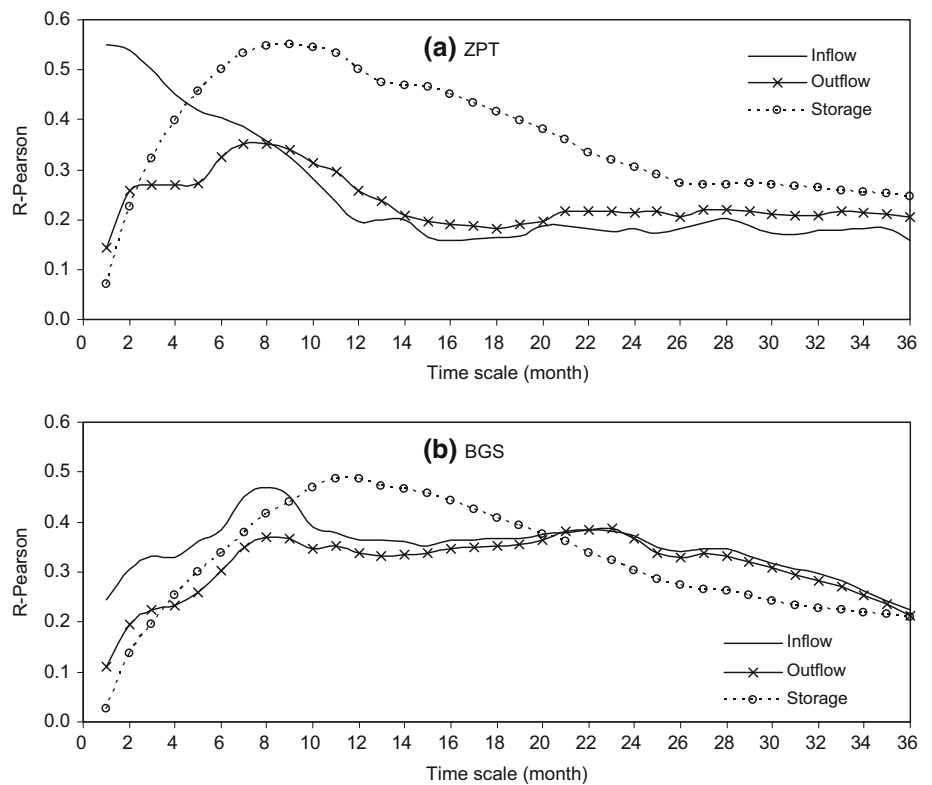 0.6
0.5
0.4
0.3
0.2
0.1
0.0
R-Pearson
(a) ZPT
Inflow
Outflow
Storage
0 2 4 6 8 10 12 14 16 18 20 22 24 26 28 30 32 34 36
Time scale (month)
0.6
0.5
0.4
0.3
0.2
0.1
0.0
R-Pearson
(b) BGS
Inflow
Outflow
Storage
0 2 4 6 8 10 12 14 16 18 20 22 24 26 28 30 32 34 36
Time scale (month)